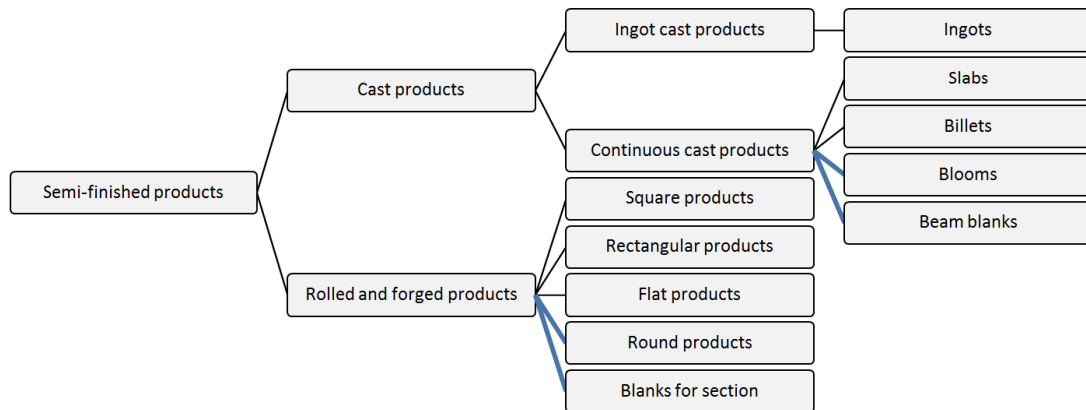 Semi-finished products
Cast products
Rolled and forged products
Ingot cast products
Continuous cast products
Square products
Rectangular products
Flat products
Round products
Blanks for section
Ingots
Slabs
Billets
Blooms
Beam blanks